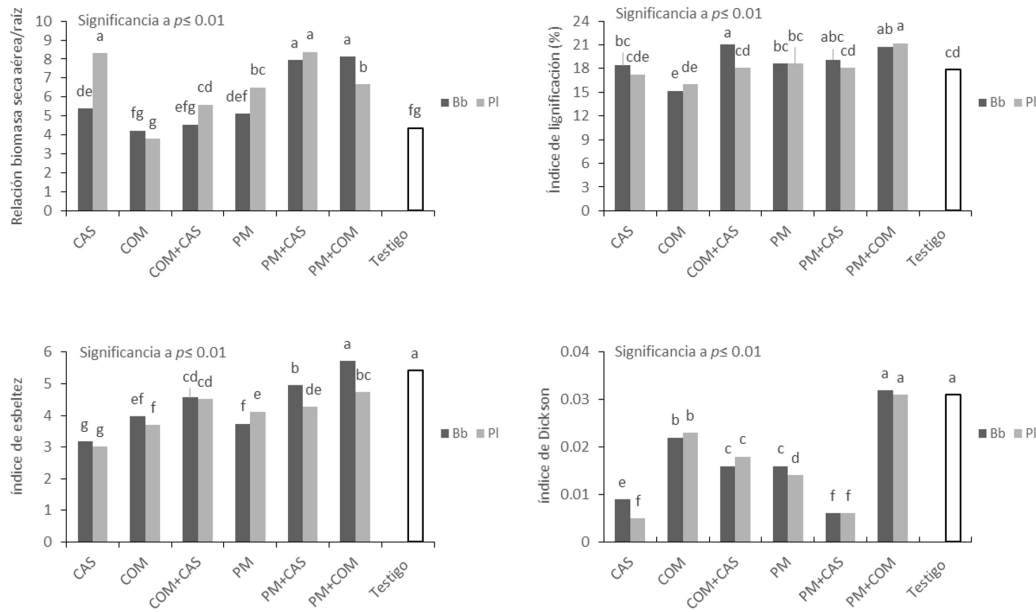 Relación biomasa seca aérea/raíz
Significancia a p≤ 0.01
10
9
8
7
6
5
4
3
2
1
0
de a
fg g
efg cd
def bc
a a
a b
fg
CAS
COM
COM+CAS
PM
PM+CAS
PM+COM
Testigo
Bb Pl
Índice de lignificación (%)
Significancia a p≤ 0.01
24
21
18
15
12
9
6
3
0
bc cde
e de
a cd
bc bc
abc cd
ab a
cd
CAS
COM
COM+CAS
PM
PM+CAS
PM+COM
Testigo
Bb Pl
índice de esbeltez
Significancia a p≤ 0.01
6
5
4
3
2
1
0
g g
ef f
cd cd
f e
b de
a bc
a
CAS
COM
COM+CAS
PM
PM+CAS
PM+COM
Testigo
Bb Pl
índice de Dickson
Significancia a p≤ 0.01
0.04
0.03
0.02
0.01
0
e f
b b
c c
c d
f f
a a
a
CAS
COM
COM+CAS
PM
PM+CAS
PM+COM
Testigo
Bb Pl